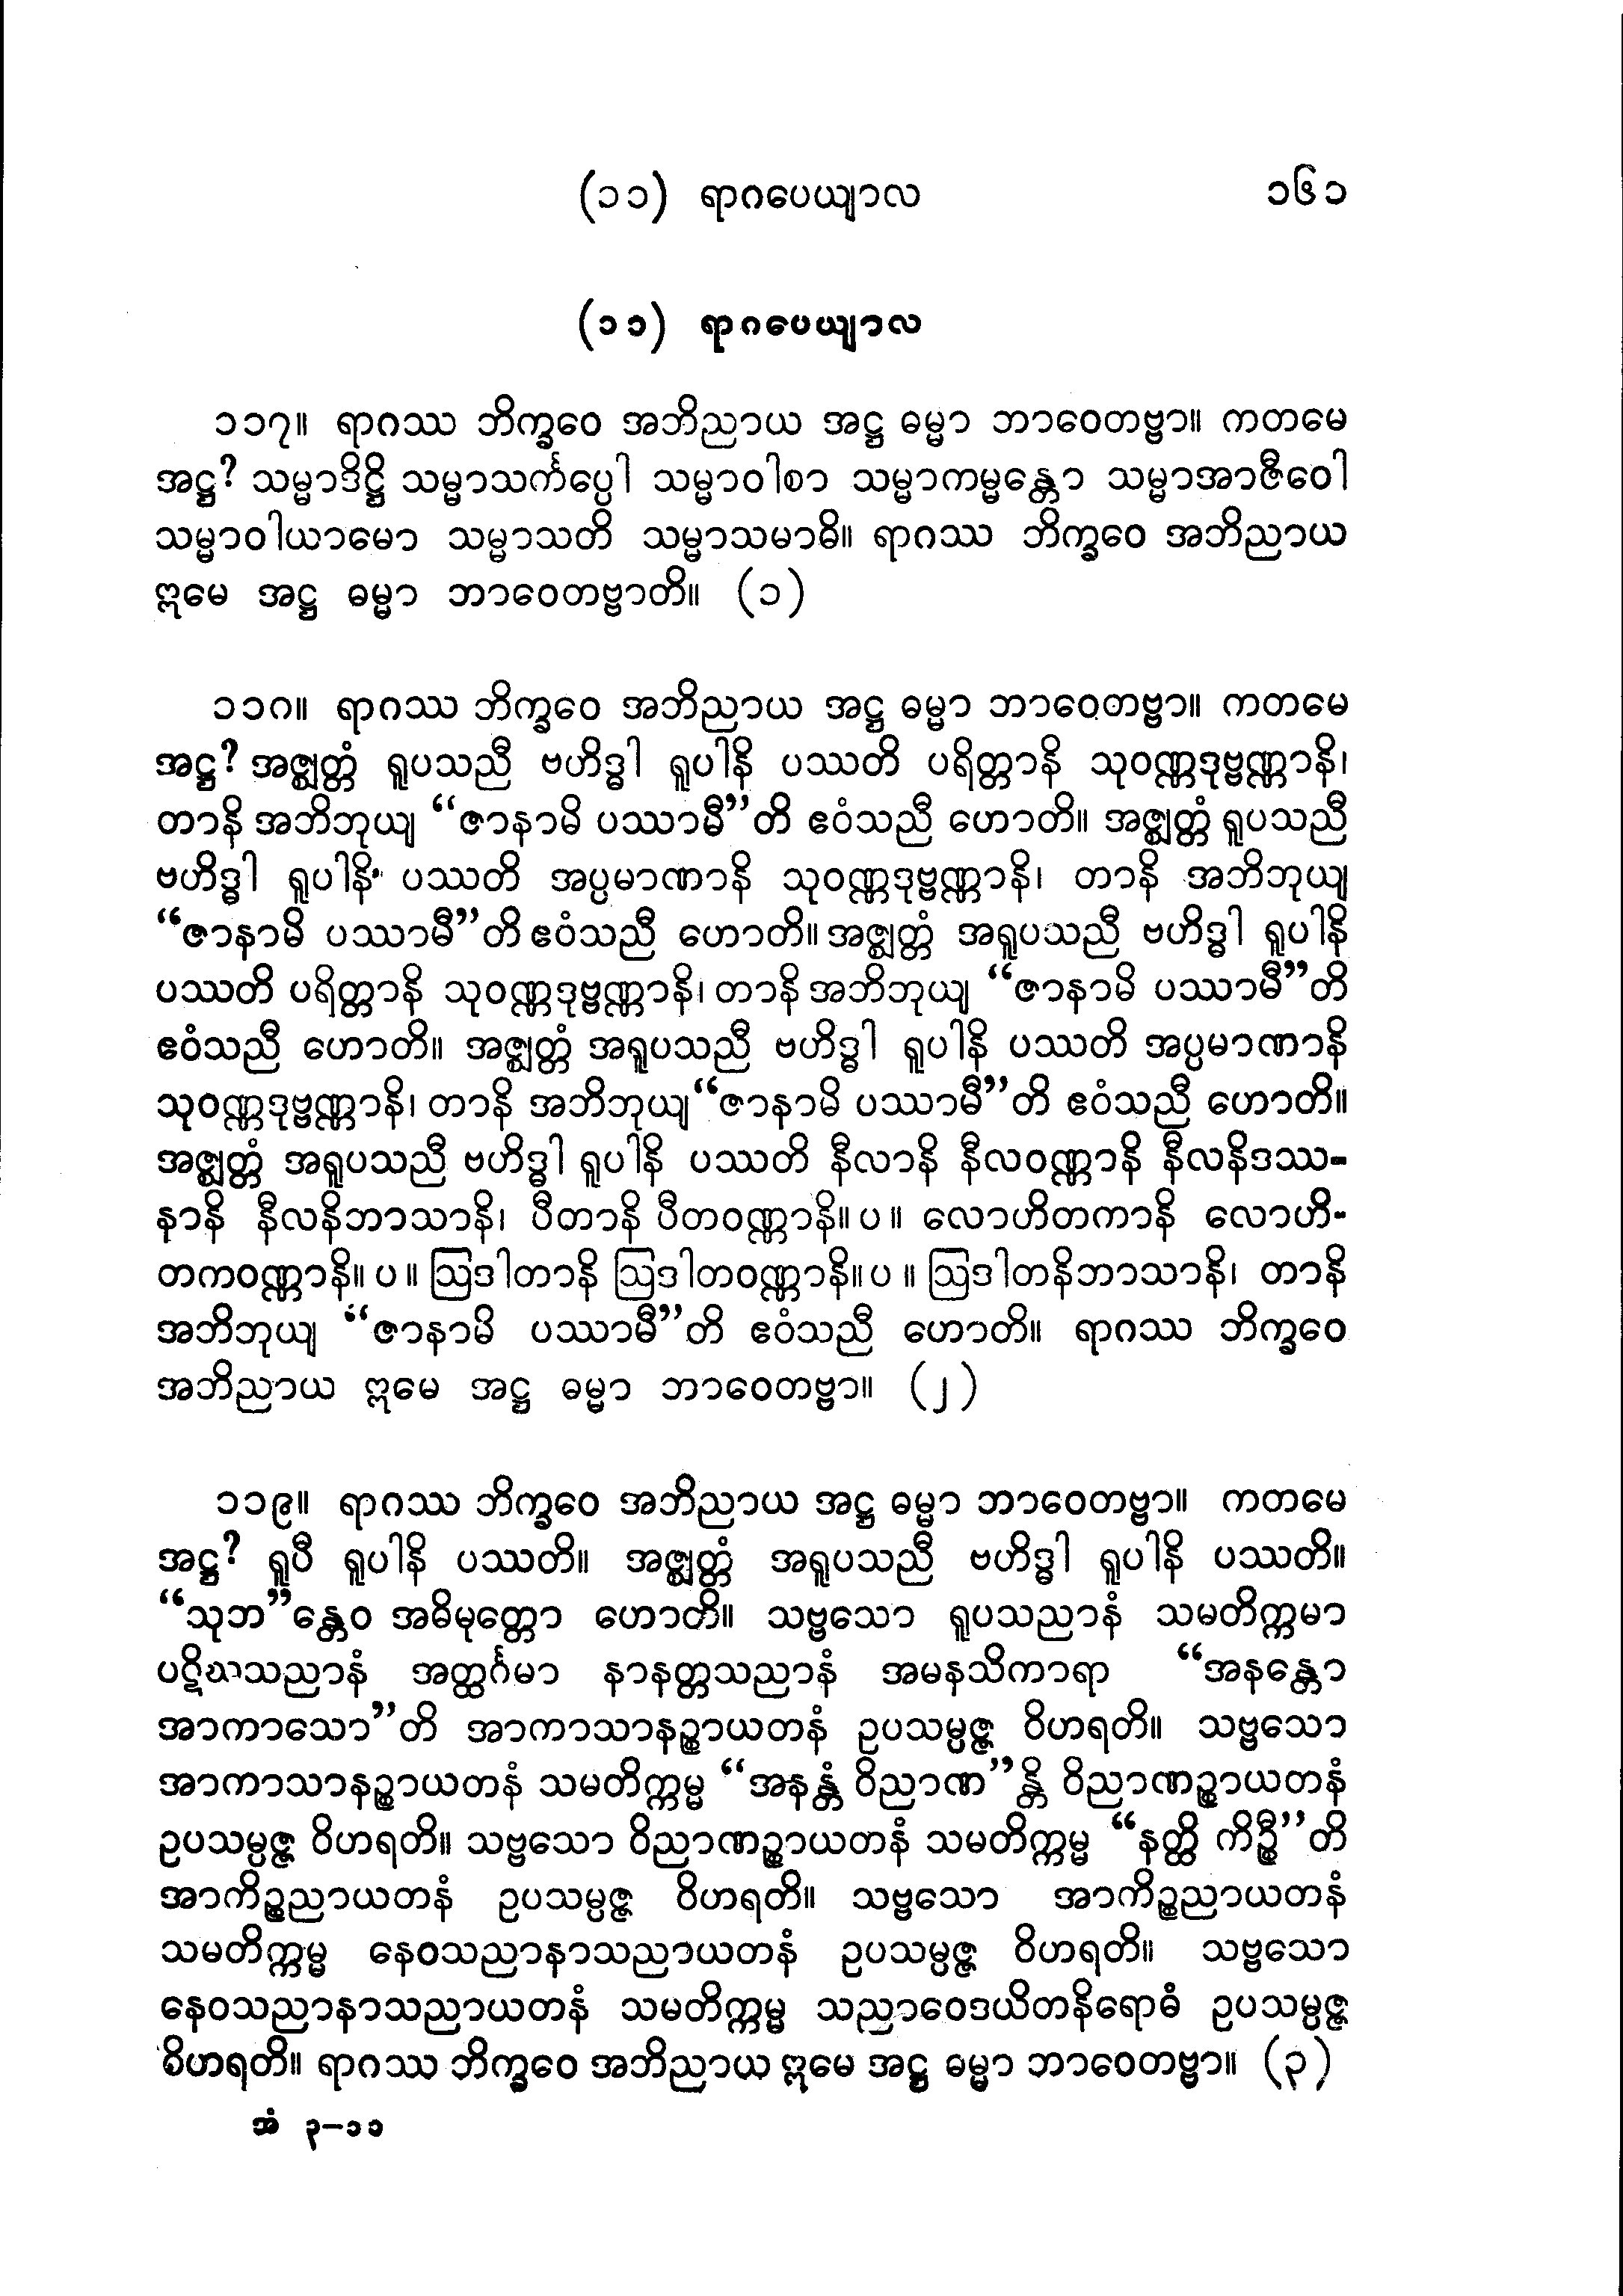 (၁၁) ရာဂပေယျာလ ၁၆၁
(၁၁) ရာဂပေယျာလ
၁၁၇။ ရာဂဿ ဘိက္ခဝေ အဘိညာယ အဋ္ဌ ဓမ္မာ ဘာဝေတဗ္ဗာ။ ကတမေ
အဋ္ဌ? သမ္မာဒိဋ္ဌိ သမ္မာသင်္ကပ္ပေါ သမ္မာဝါစာ သမ္မာကမ္မန္တော သမ္မာအာဇီဝေါ
သမ္မာဝါယာမော သမ္မာသတိ သမ္မာသမာဓိ။ ရာဂဿ ဘိက္ခဝေ အဘိညာယ
ဣမေ အဋ္ဌ ဓမ္မာ ဘာဝေတဗ္ဗာတိ။ (၁)
၁၁၈။ ရာဂဿ ဘိက္ခဝေ အဘိညာယ အဋ္ဌ ဓမ္မာ ဘာဝေတဗ္ဗာ။ ကတမေ
အဋ္ဌ? အဇ္ဈတ္တံ ရူပသညီ ဗဟိဒ္ဓါ ရူပါနိ ပဿတိ ပရိတ္တာနိ သုဝဏ္ဏဒုဗ္ဗဏ္ဏာနိ၊
တာနိ အဘိဘုယျ “ဇာနာမိ ပဿာမီ”တိ ဧဝံသညီ ဟောတိ။ အဇ္ဈတ္တံ ရူပသညီ
ဗဟိဒ္ဓါ ရူပါနိ ပဿတိ အပ္ပမာဏာနိ သုဝဏ္ဏဒုဗ္ဗဏ္ဏာနိ၊ တာနိ အဘိဘုယျ
“ဇာနာမိ ပဿာမီ”တိ ဧဝံသညီ ဟောတိ။ အဇ္ဈတ္တံ အရူပသညီ ဗဟိဒ္ဓါ ရူပါနိ
ပဿတိ ပရိတ္တာနိ သုဝဏ္ဏဒုဗ္ဗဏ္ဏာနိ၊ တာနိ အဘိဘုယျ “ဇာနာမိ ပဿာမီ”တိ
ဧဝံသညီ ဟောတိ။ အဇ္ဈတ္တံ အရူပသညီ ဗဟိဒ္ဓါ ရူပါနိ ပဿတိ အပ္ပမာဏာနိ
သုဝဏ္ဏဒုဗ္ဗဏ္ဏာနိ၊ တာနိ အဘိဘုယျ “ဇာနာမိ ပဿာမီ”တိ ဧဝံသညီ ဟောတိ။
အဇ္ဈတ္တံ အရူပသညီ ဗဟိဒ္ဓါ ရူပါနိ ပဿတိ နီလာနိ နီလဝဏ္ဏာနိ နီလနိဒဿ-
နာနိ နီလနိဘာသာနိ၊ ပီတာနိ ပီတဝဏ္ဏာနိ။ ပ ။ လောဟိတကာနိ လောဟိ-
တကဝဏ္ဏာနိ။ ပ ။ ဩဒါတာနိ ဩဒါတဝဏ္ဏာနိ။ ပ ။ ဩဒါတနိဘာသာနိ၊ တာနိ
အဘိဘုယျ “ဇာနာမိ ပဿာမီ”တိ ဧဝံသညီ ဟောတိ။ ရာဂဿ ဘိက္ခဝေ
အဘိညာယ ဣမေ အဋ္ဌ ဓမ္မာ ဘာဝေတဗ္ဗာ။ (၂)
၁၁၉။ ရာဂဿ ဘိက္ခဝေ အဘိညာယ အဋ္ဌ ဓမ္မာ ဘာဝေတဗ္ဗာ။ ကတမေ
အဋ္ဌ? ရူပီ ရူပါနိ ပဿတိ။ အဇ္ဈတ္တံ အရူပသညီ ဗဟိဒ္ဓါ ရူပါနိ ပဿတိ။
“သုဘ”န္တေဝ အဓိမုတ္တော ဟောတိ။ သဗ္ဗသော ရူပသညာနံ သမတိက္ကမာ
ပဋိဃသညာနံ အတ္ထင်္ဂမာ နာနတ္တသညာနံ အမနသိကာရာ “အနန္တော
အာကာသော”တိ အာကာသာနဉ္စာယတနံ ဥပသမ္ပဇ္ဇ ဝိဟရတိ။ သဗ္ဗသော
အာကာသာနဉ္စာယတနံ သမတိက္ကမ္မ “အနန္တံ ဝိညာဏ”န္တိ ဝိညာဏဉ္စာယတနံ
ဥပသမ္ပဇ္ဇ ဝိဟရတိ။ သဗ္ဗသော ဝိညာဏဉ္စာယတနံ သမတိက္ကမ္မ “နတ္ထိ ကိဉ္စီ”တိ
အာကိဉ္စညာယတနံ ဥပသမ္ပဇ္ဇ ဝိဟရတိ။ သဗ္ဗသော အာကိဉ္စညာယတနံ
သမတိက္ကမ္မ နေဝသညာနာသညာယတနံ ဥပသမ္ပဇ္ဇ ဝိဟရတိ။ သဗ္ဗသော
နေဝသညာနာသညာယတနံ သမတိက္ကမ္မ သညာဝေဒယိတနိရောဓံ ဥပသမ္ပဇ္ဇ
ဝိဟရတိ။ ရာဂဿ ဘိက္ခဝေ အဘိညာယ ဣမေ အဋ္ဌ ဓမ္မာ ဘာဝေတဗ္ဗာ။ (၃)
အံ ၃-၁၁